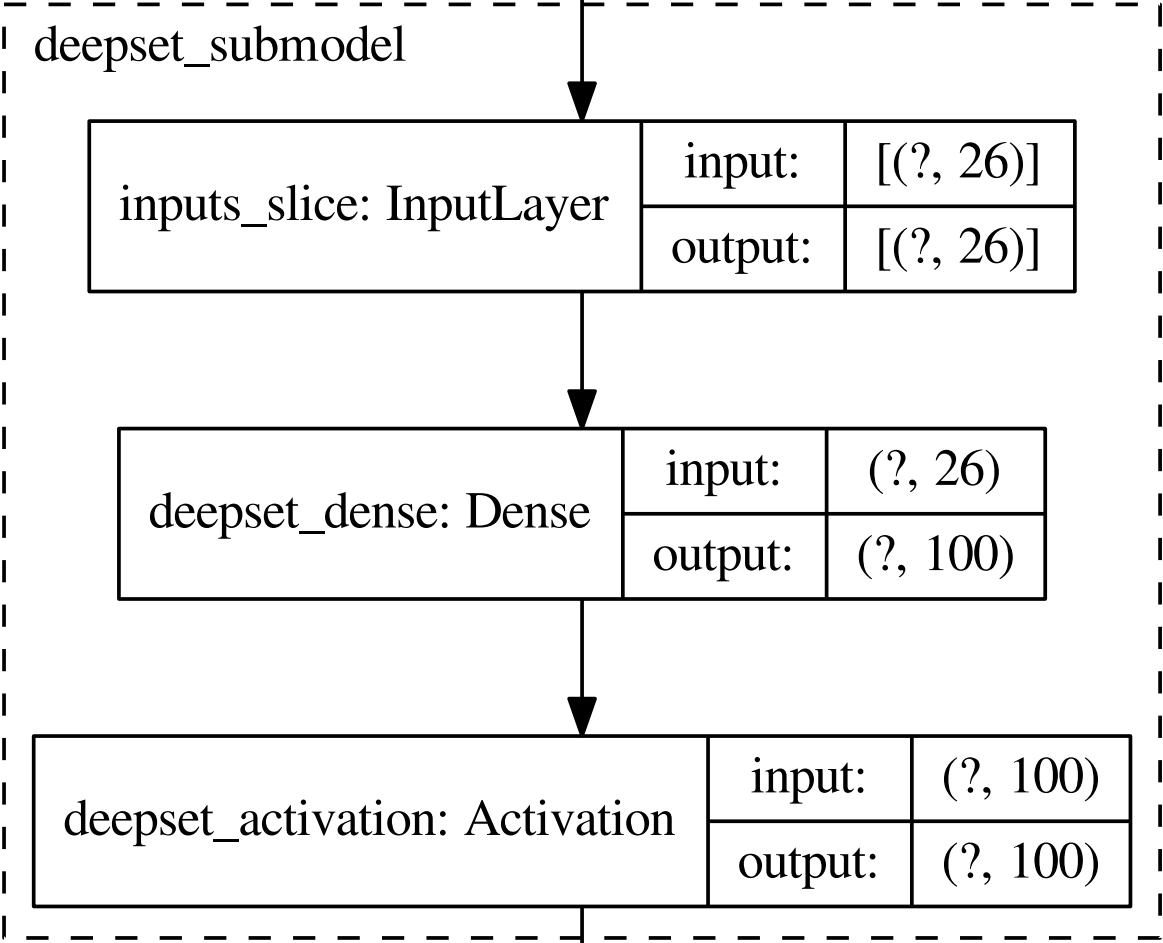 deepset_submodel
inputs_slice: InputLayer
input:
[(?, 26)]
output:
[(?, 26)]
deepset_dense: Dense
input:
(?, 26)
output:
(?, 100)
deepset_activation: Activation
input:
(?, 100)
output:
(?, 100)